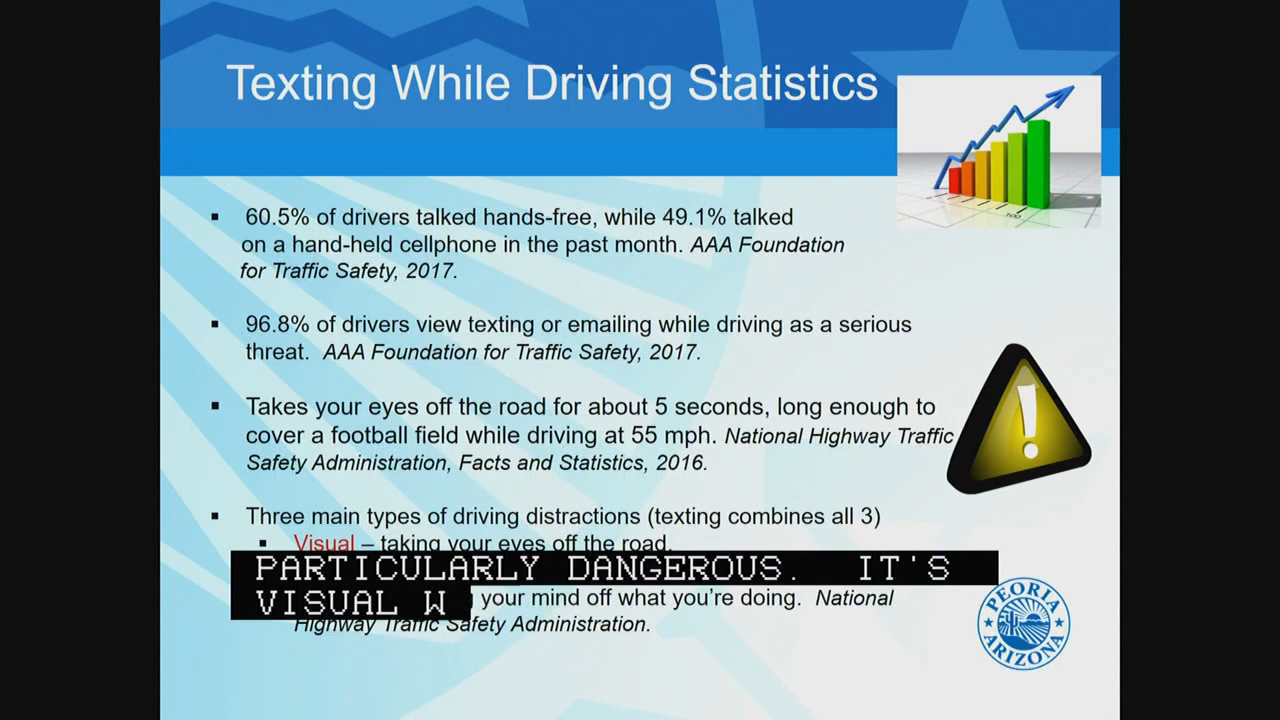 Texting While Driving Statistics
60.5% of drivers talked hands-free, while 49.1% talked
on a hand-held cellphone in the past month. AAA Foundation
for Traffic Safety, 2017.
96.8% of drivers view texting or emailing while driving as a serious
threat. AAA Foundation for Traffic Safety, 2017.
Takes your eyes off the road for about 5 seconds, long enough to
cover a football field while driving at 55 mph. National Highway Traffic
Safety Administration, Facts and Statistics, 2016.
Three main types of driving distractions (texting combines all 3)
Visual – taking your eyes off the road.
PARTICULARLY DANGEROUS. IT'S
VISUAL W
your mind off what you're doing. National
Highway Traffic Safety Administration.
PEORIA
ARIZONA